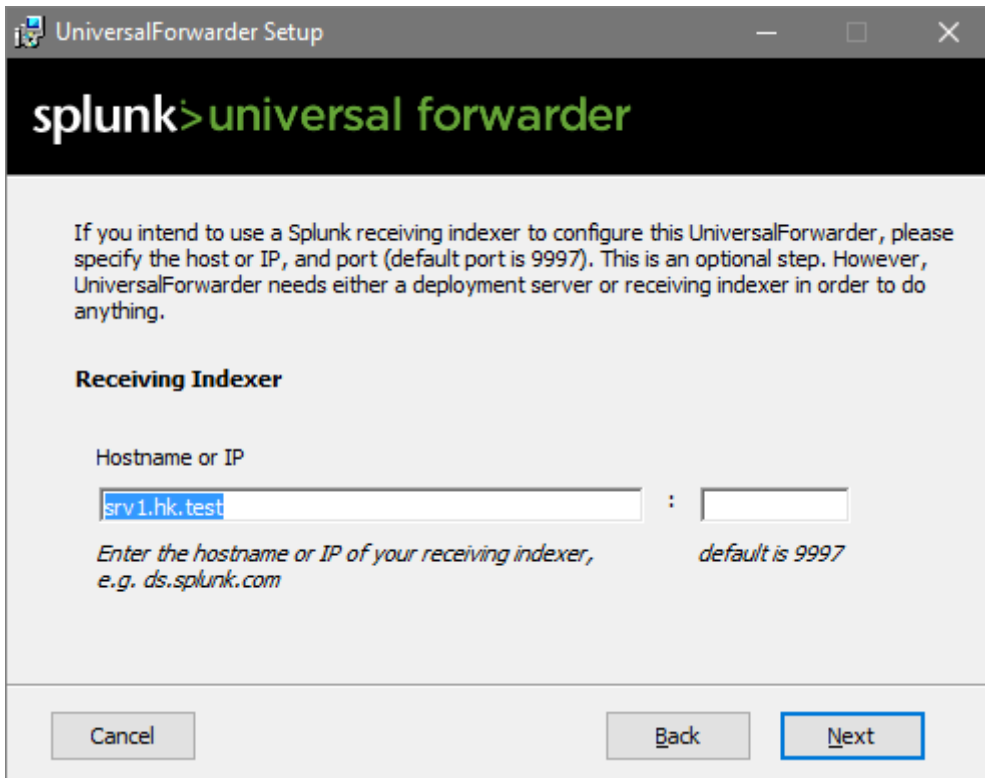 UniversalForwarder Setup
splunk>universal forwarder
If you intend to use a Splunk receiving indexer to configure this UniversalForwarder, please
specify the host or IP, and port (default port is 9997). This is an optional step. However,
UniversalForwarder needs either a deployment server or receiving indexer in order to do
anything.
Receiving Indexer
Hostname or IP
srv1.hk.test :
Enter the hostname or IP of your receiving indexer, default is 9997
e.g. ds.splunk.com
Cancel Back Next